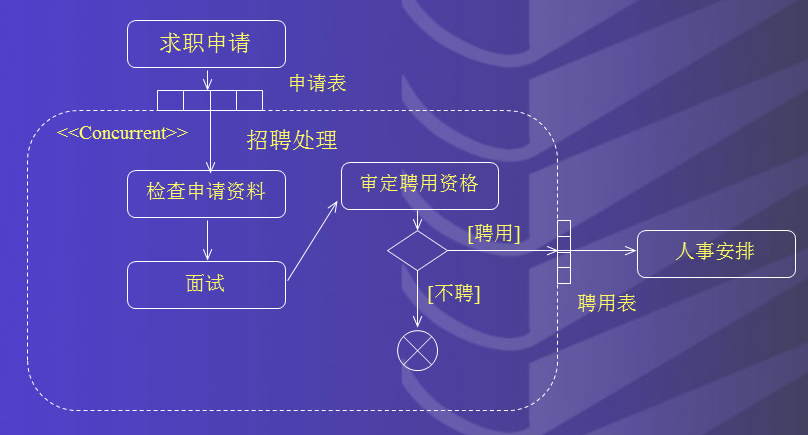 求职申请
申请表
<<Concurrent>>
招聘处理
检查申请资料
审定聘用资格
[聘用]
人事安排
面试
[不聘]
聘用表